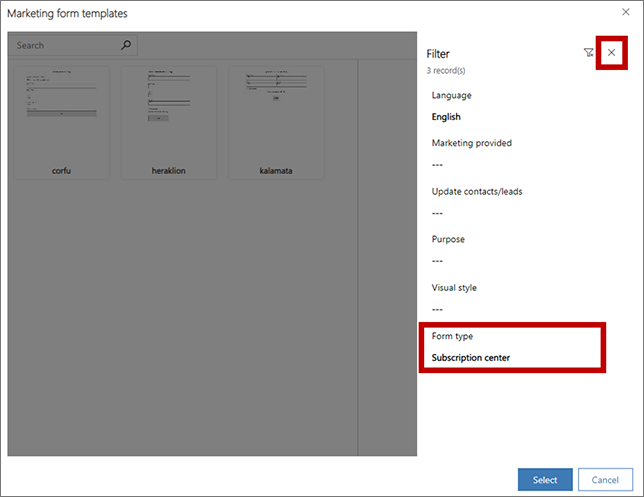 Marketing form templates
Search
corfu
heraklion
kalamata
Filter
3 record(s)
Language
English
Marketing provided
---
Update contacts/leads
---
Purpose
---
Visual style
---
Form type
Subscription center
Select
Cancel